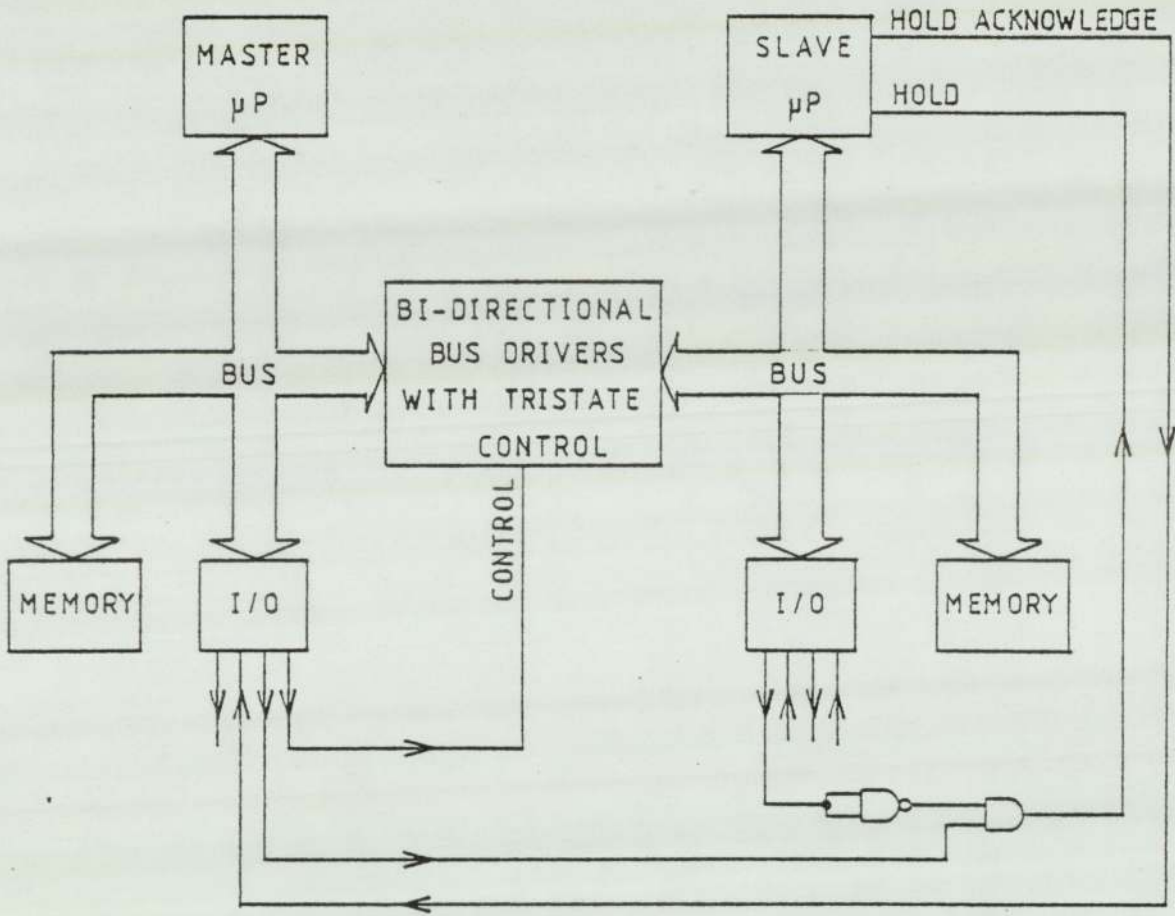 MASTER
µP
SLAVE
µP
HOLD ACKNOWLEDGE
HOLD
BI-DIRECTIONAL
BUS DRIVERS
WITH TRISTATE
CONTROL
BUS
BUS
CONTROL
MEMORY
I/O
I/O
MEMORY